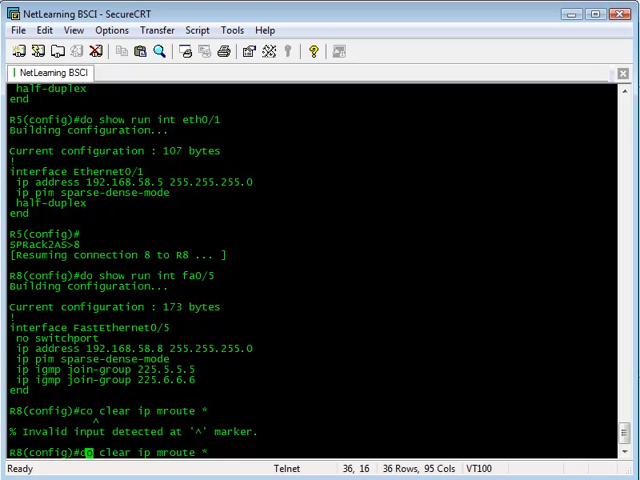 NetLearning BSCI - SecureCRT
File Edit View Options Transfer Script Tools Help
NetLearning BSCI
half-duplex
end
R5(config)#do show run int eth0/1
Building configuration...
Current configuration : 107 bytes
!
interface Ethernet0/1
ip address 192.168.58.5 255.255.255.0
ip pim sparse-dense-mode
half-duplex
end
R5(config)#
SPRack2AS>8
[Resuming connection 8 to R8 ... ]
R8(config)#do show run int fa0/5
Building configuration...
Current configuration : 173 bytes
!
interface FastEthernet0/5
no switchport
ip address 192.168.58.8 255.255.255.0
ip pim sparse-dense-mode
ip igmp join-group 225.5.5.5
ip igmp join-group 225.6.6.6
end
R8(config)#co clear ip mroute *
^
% Invalid input detected at '^' marker.
R8(config)#do clear ip mroute *
Ready Telnet 36, 16 36 Rows, 95 Cols VT100